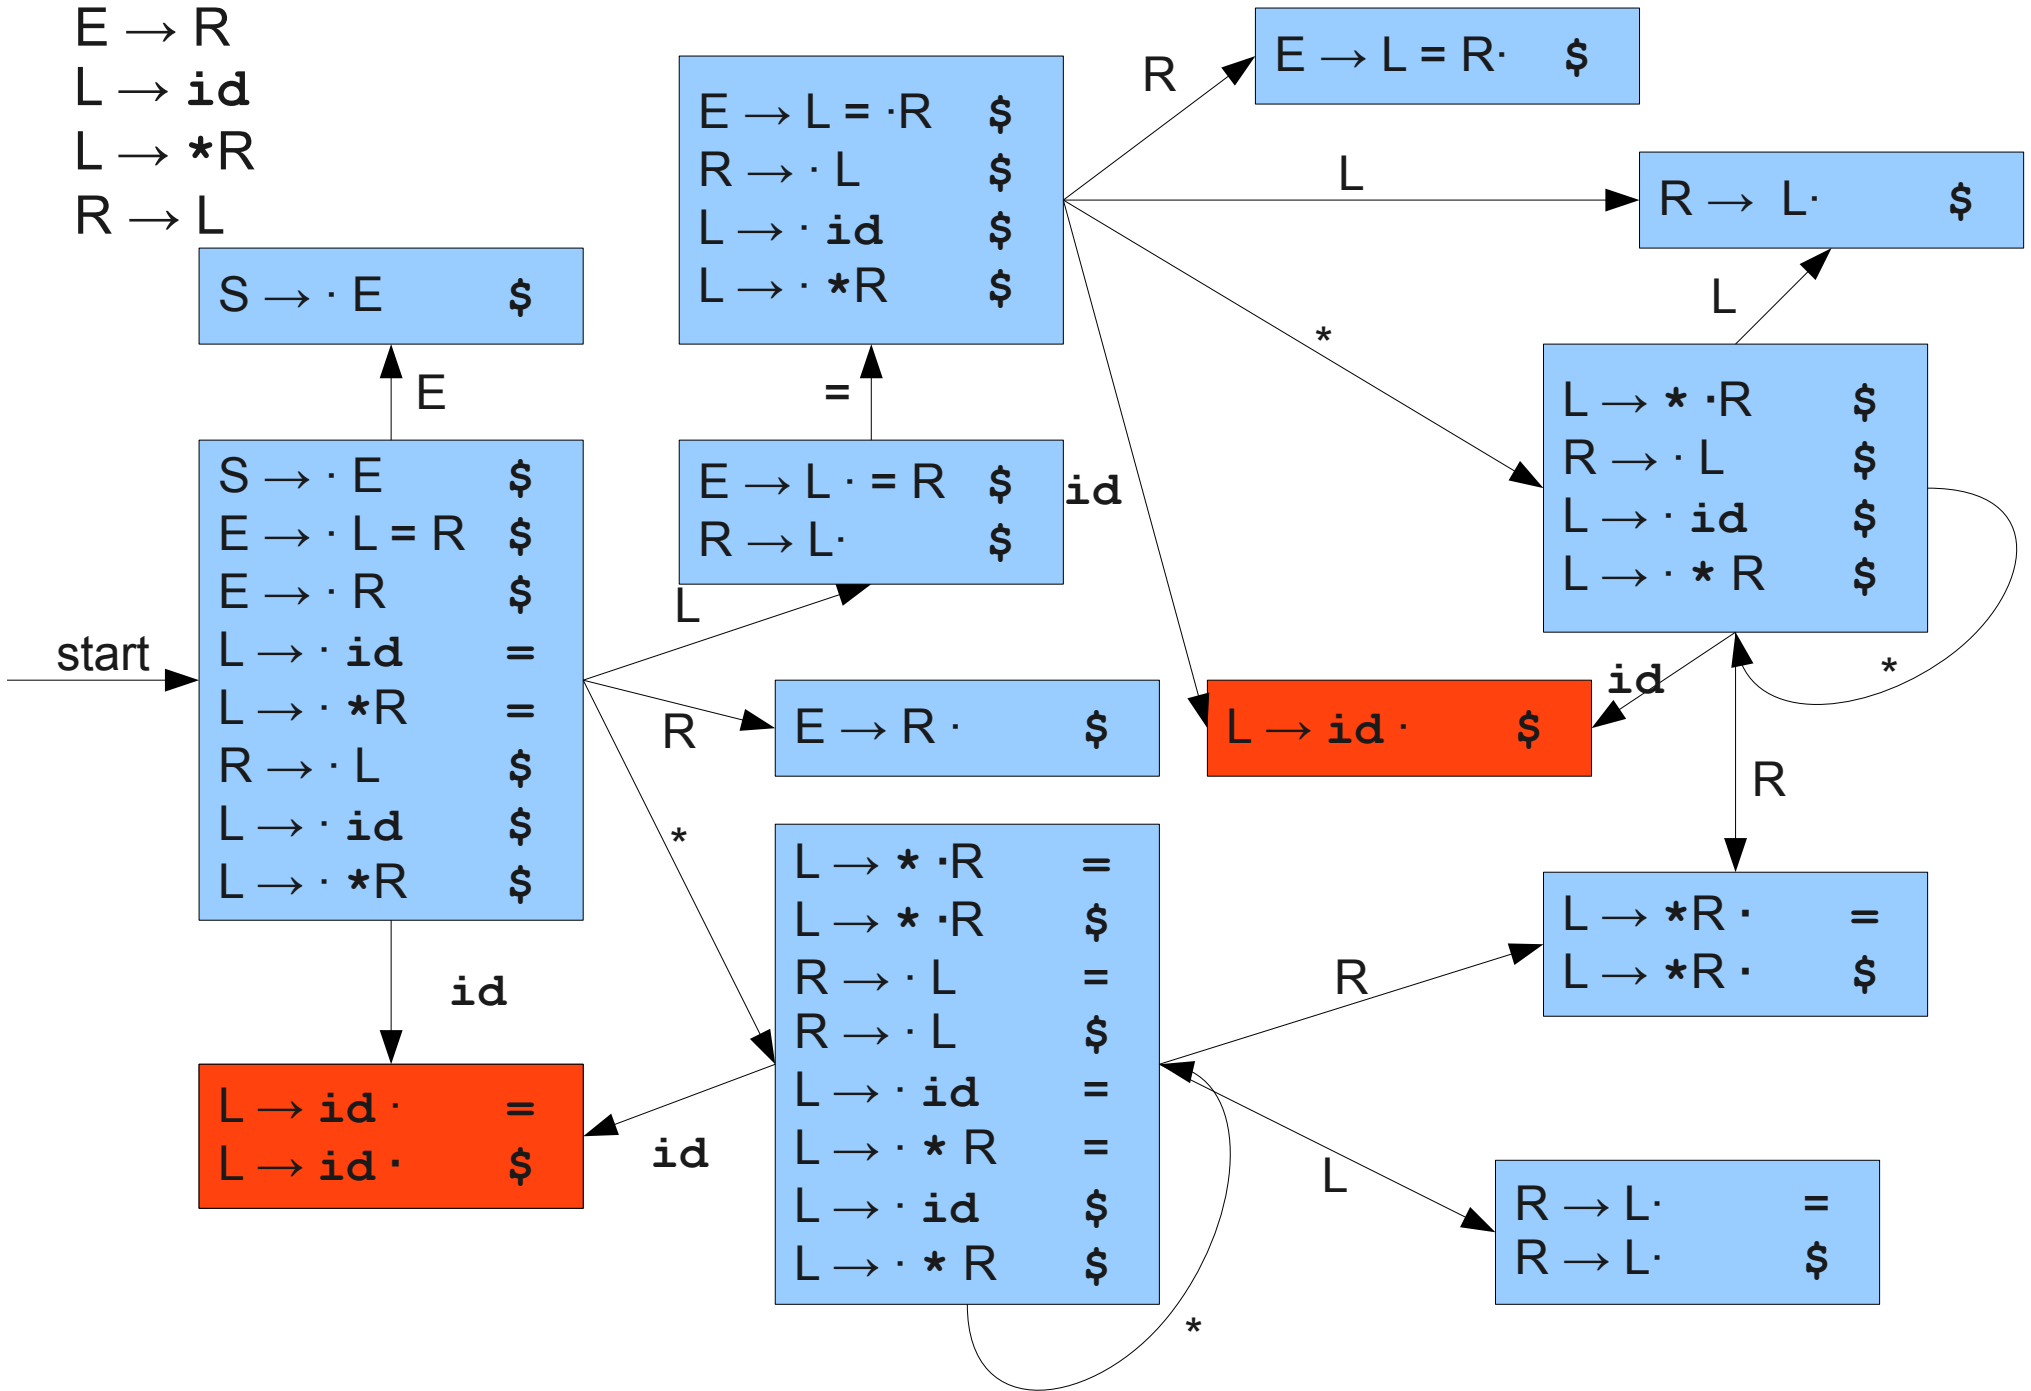 E → R
L → id
L → *R
R → L
S → · E $
E
start
S → · E $
E → · L = R $
E → · R $
L → · id =
L → · *R =
R → · L $
L → · id $
L → · *R $
id
L → id · =
L → id · $
E → L = ·R $
R → · L $
L → · id $
L → · *R $
=
E → L · = R $
R → L· $
L
R
E → R · $
*
L → * ·R =
L → * ·R $
R → · L =
R → · L $
L → · id =
L → · * R =
L → · id $
L → · * R $
id
*
R
E → L = R· $
L
R → L· $
*
L
id
L → * ·R $
R → · L $
L → · id $
L → · * R $
*
id
L → id · $
R
L → *R · =
L → *R · $
R
L
R → L· =
R → L· $